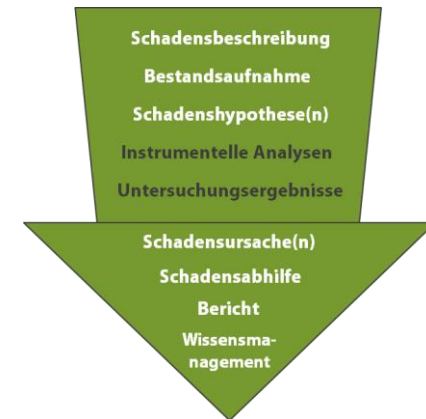 Schadensbeschreibung
Bestandsaufnahme
Schadenshypothese(n)
Instrumentelle Analysen
Untersuchungsergebnisse
Schadensursache(n)
Schadensabhilfe
Bericht
Wissensma-
nagement